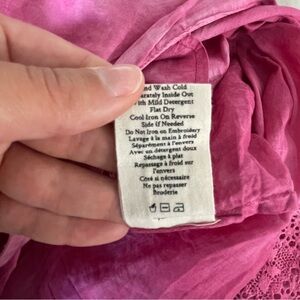 nd Wash Cold
parately Inside Out
With Mild Detergent
Flat Dry
Cool Iron On Reverse
Side if Needed
Do Not Iron on Embroidery
Lavage à la main à froid
Séparément à l'envers
Avec un détergent doux
Séchage à plat
Repassage à froid sur
l'envers
Côté si nécessaire
Ne pas repasser
Broderie